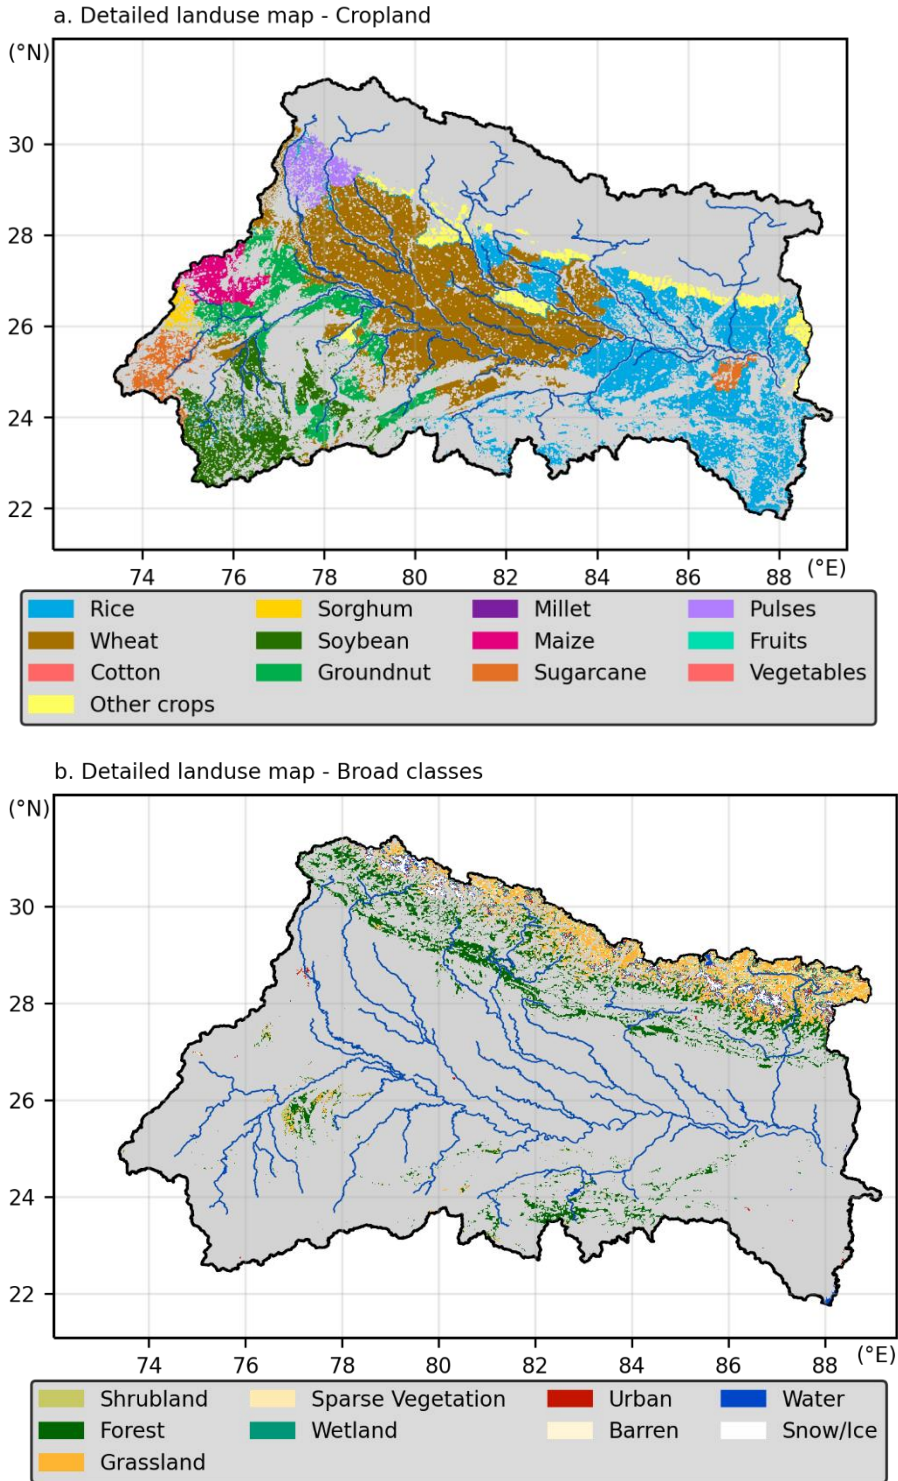 a. Detailed landuse map - Cropland
(°N)
30
28
26
24
22
74 76 78 80 82 84 86 88 (°E)
Rice Sorghum Millet Pulses
Wheat Soybean Maize Fruits
Cotton Groundnut Sugarcane Vegetables
Other crops
b. Detailed landuse map - Broad classes
(°N)
30
28
26
24
22
74 76 78 80 82 84 86 88 (°E)
Shrubland Sparse Vegetation Urban Water
Forest Wetland Barren Snow/Ice
Grassland